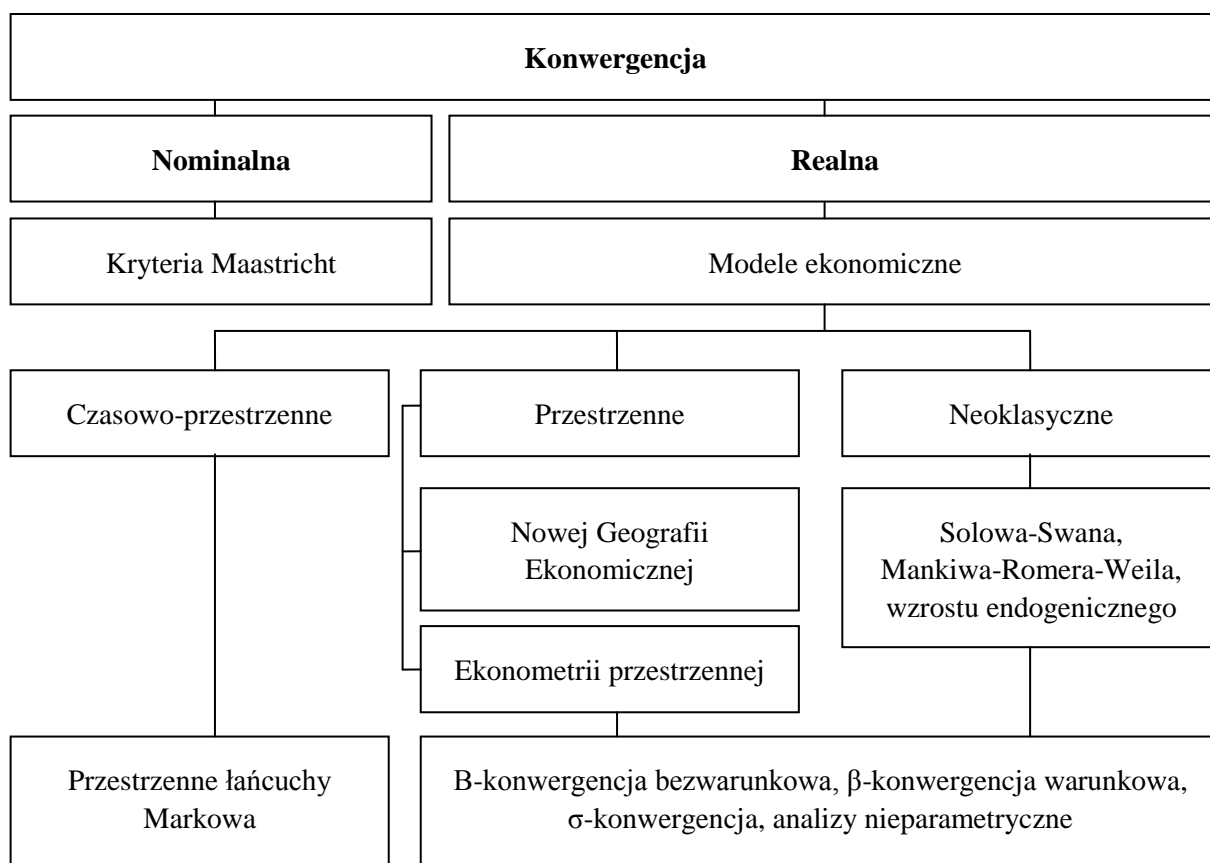 Konwergencja
Nominalna
Realna
Kryteria Maastricht
Modele ekonomiczne
Czasowo-przestrzenne
Przestrzenne
Neoklasyczne
Nowej Geografii
Ekonomicznej
Solowa-Swana,
Mankiwa-Romera-Weila,
wzrostu endogenicznego
Ekonometrii przestrzennej
Przestrzenne łańcuchy
Markowa
Β-konwergencja bezwarunkowa, β-konwergencja warunkowa,
σ-konwergencja, analizy nieparametryczne